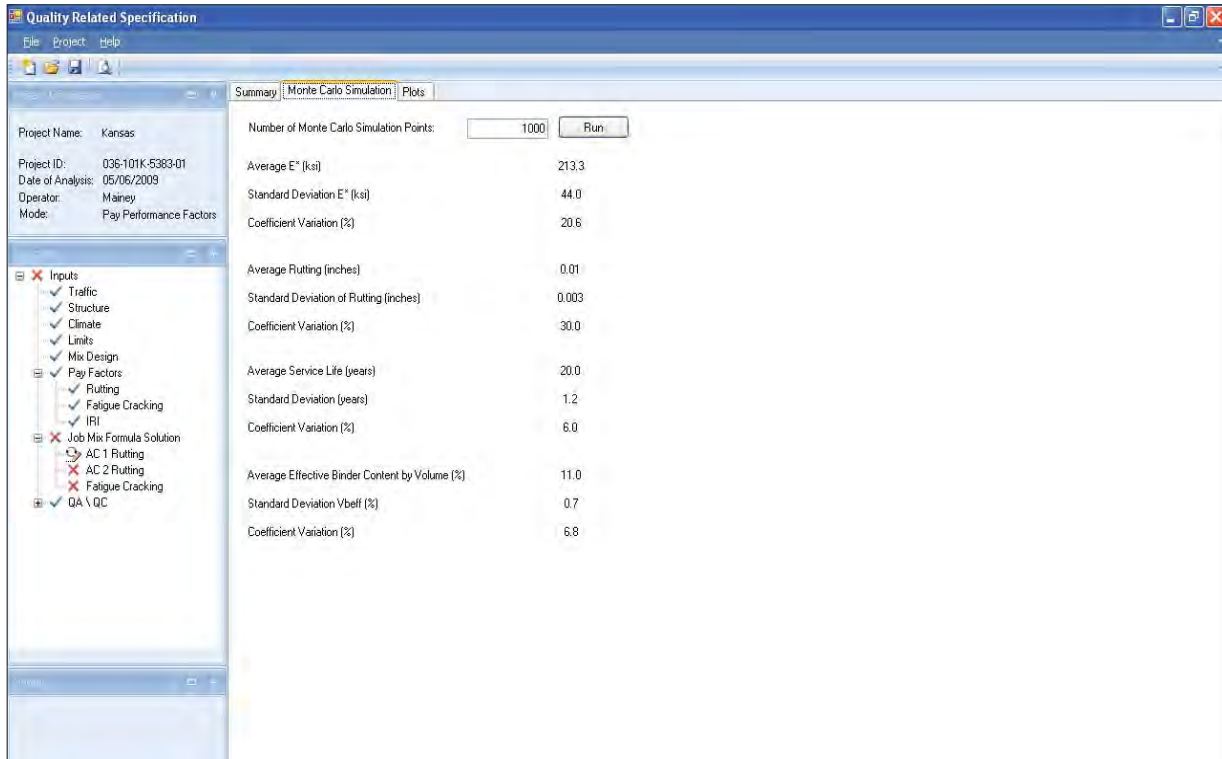 Quality Related Specification
File Project Help
Summary Monte Carlo Simulation Plots
Project Name: Kansas
Project ID: 036-101K-5383-01
Date of Analysis: 05/06/2009
Operator: Mainey
Mode: Pay Performance Factors
Inputs
Traffic
Structure
Climate
Limits
Mix Design
Pay Factors
Rutting
Fatigue Cracking
IRI
Job Mix Formula Solution
AC 1 Rutting
AC 2 Rutting
Fatigue Cracking
QA \ QC
Number of Monte Carlo Simulation Points: 1000 Run
Average E* (ksi) 213.3
Standard Deviation E* (ksi) 44.0
Coefficient Variation (%) 20.6
Average Rutting (inches) 0.01
Standard Deviation of Rutting (inches) 0.003
Coefficient Variation (%) 30.0
Average Service Life (years) 20.0
Standard Deviation (years) 1.2
Coefficient Variation (%) 6.0
Average Effective Binder Content by Volume (%) 11.0
Standard Deviation Vbeff (%) 0.7
Coefficient Variation (%) 6.8